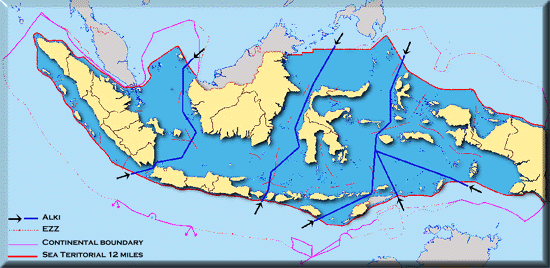 ALKI
EZZ
CONTINENTAL BOUNDARY
SEA TERITORIAL 12 MILES